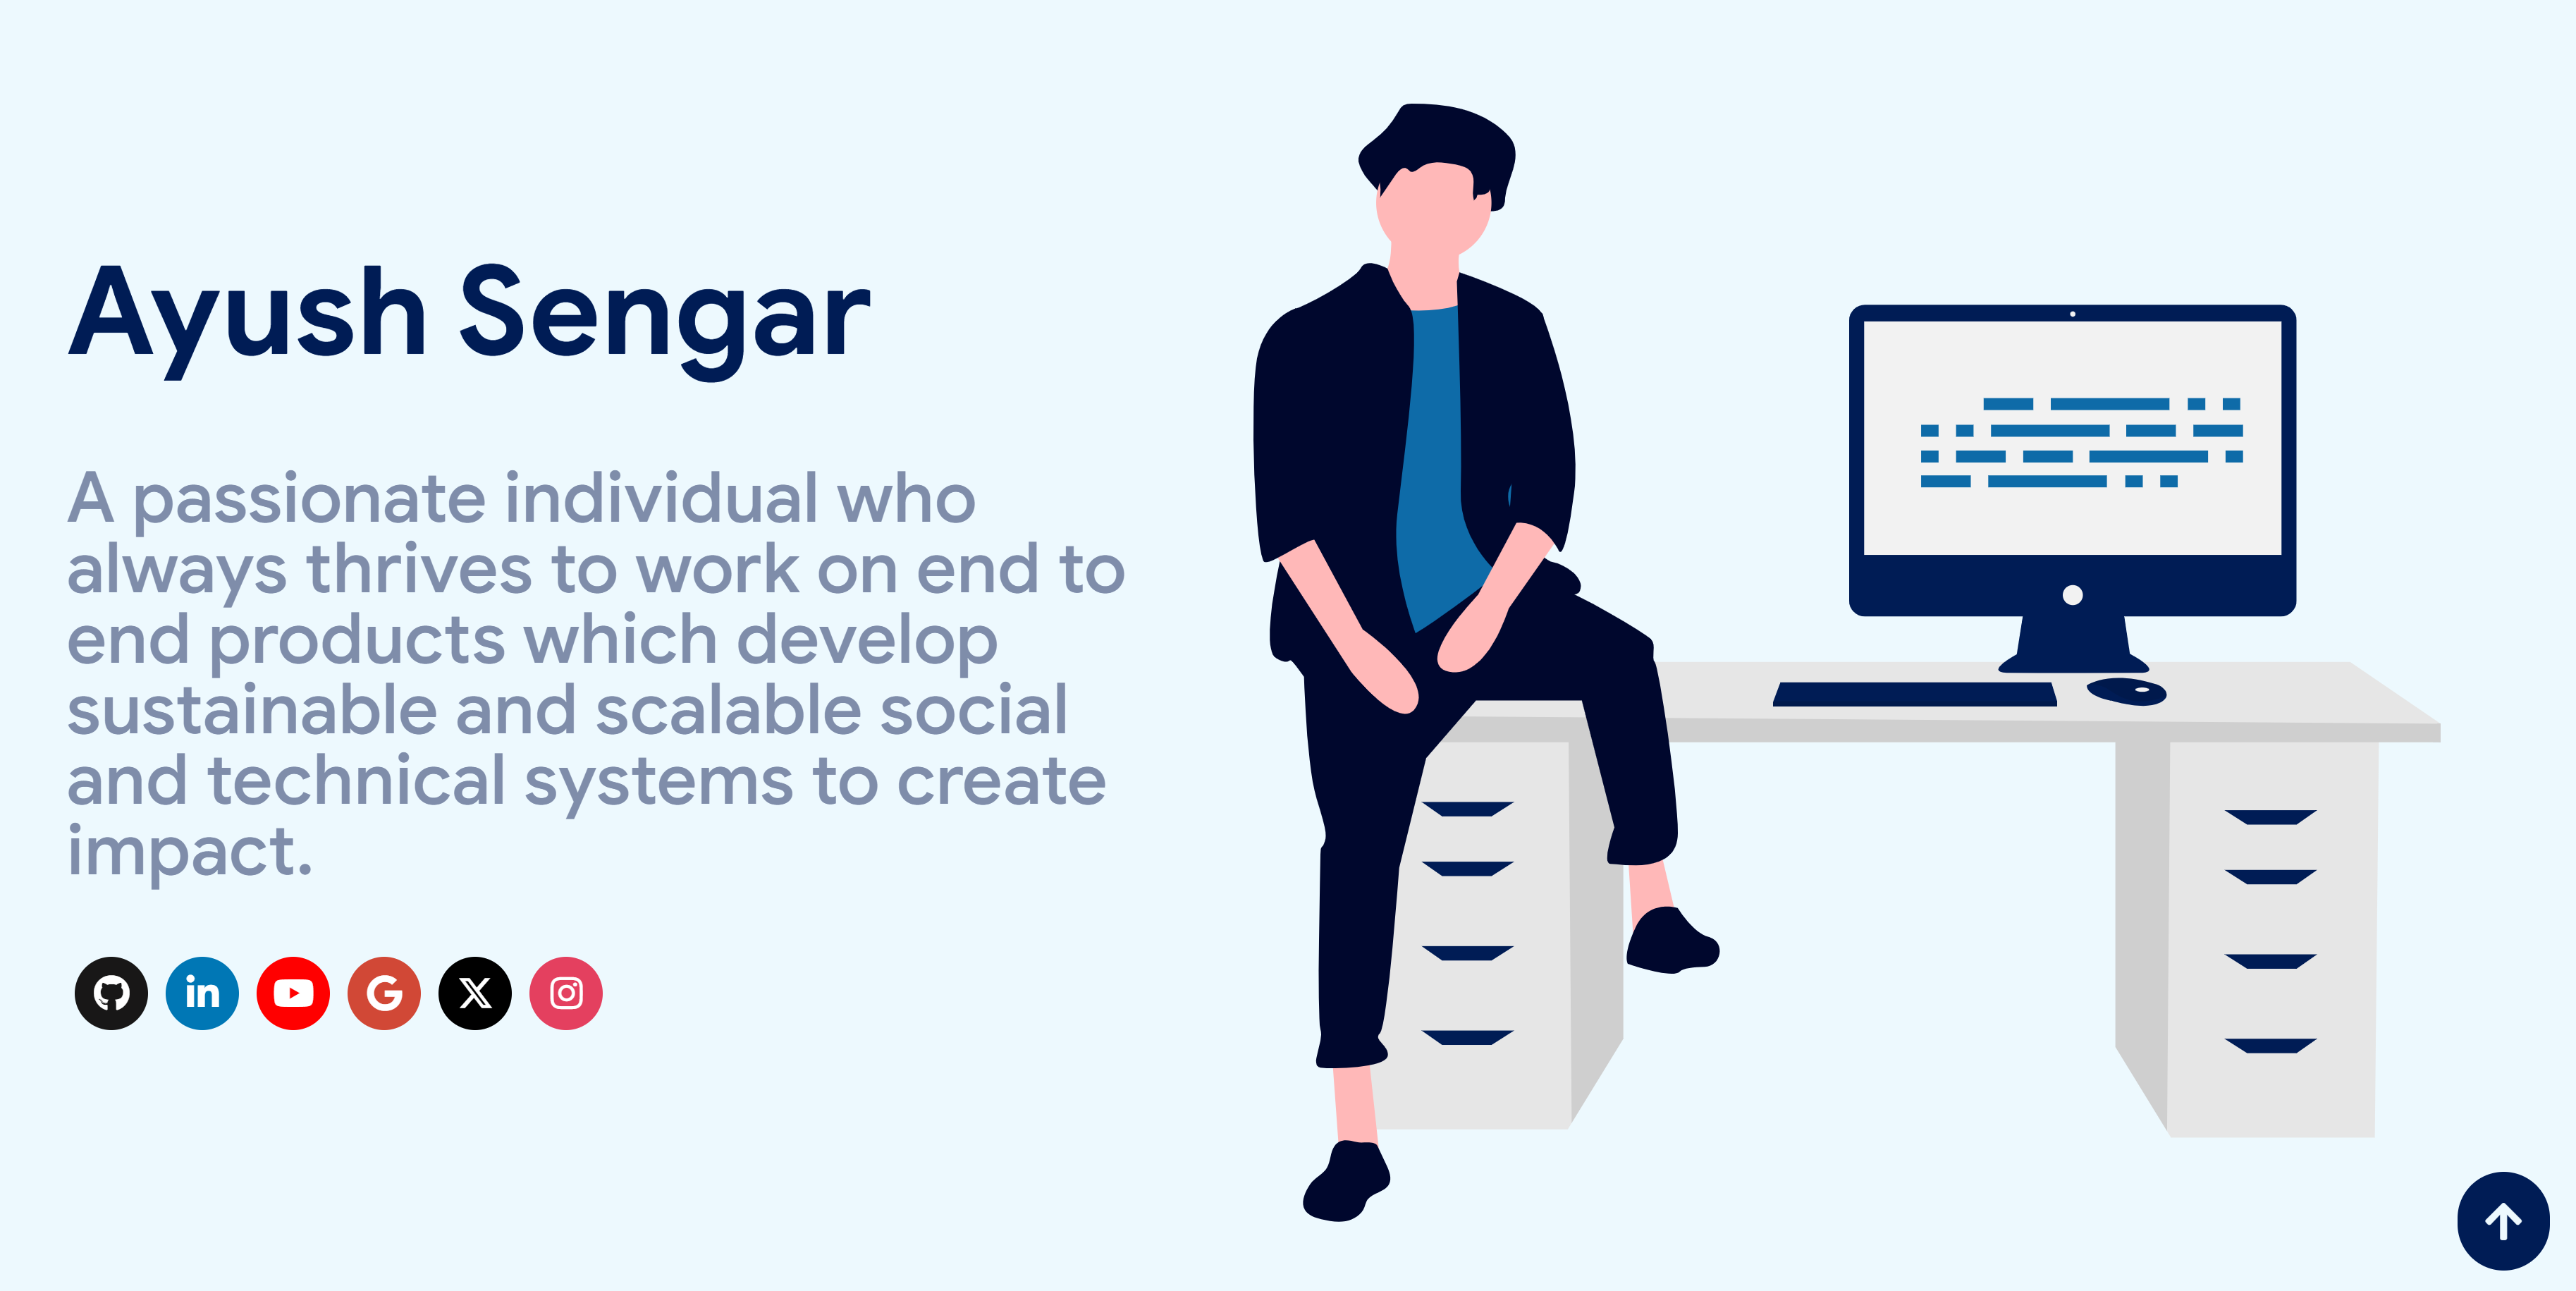 Ayush Sengar
A passionate individual who
always thrives to work on end to
end products which develop
sustainable and scalable social
and technical systems to create
impact.